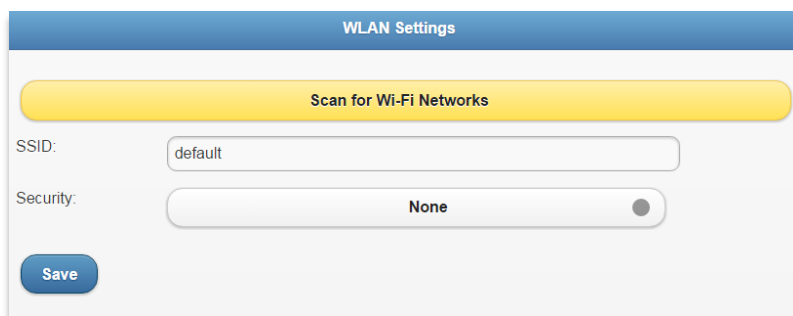 WLAN Settings
Scan for Wi-Fi Networks
SSID: default
Security: None
Save